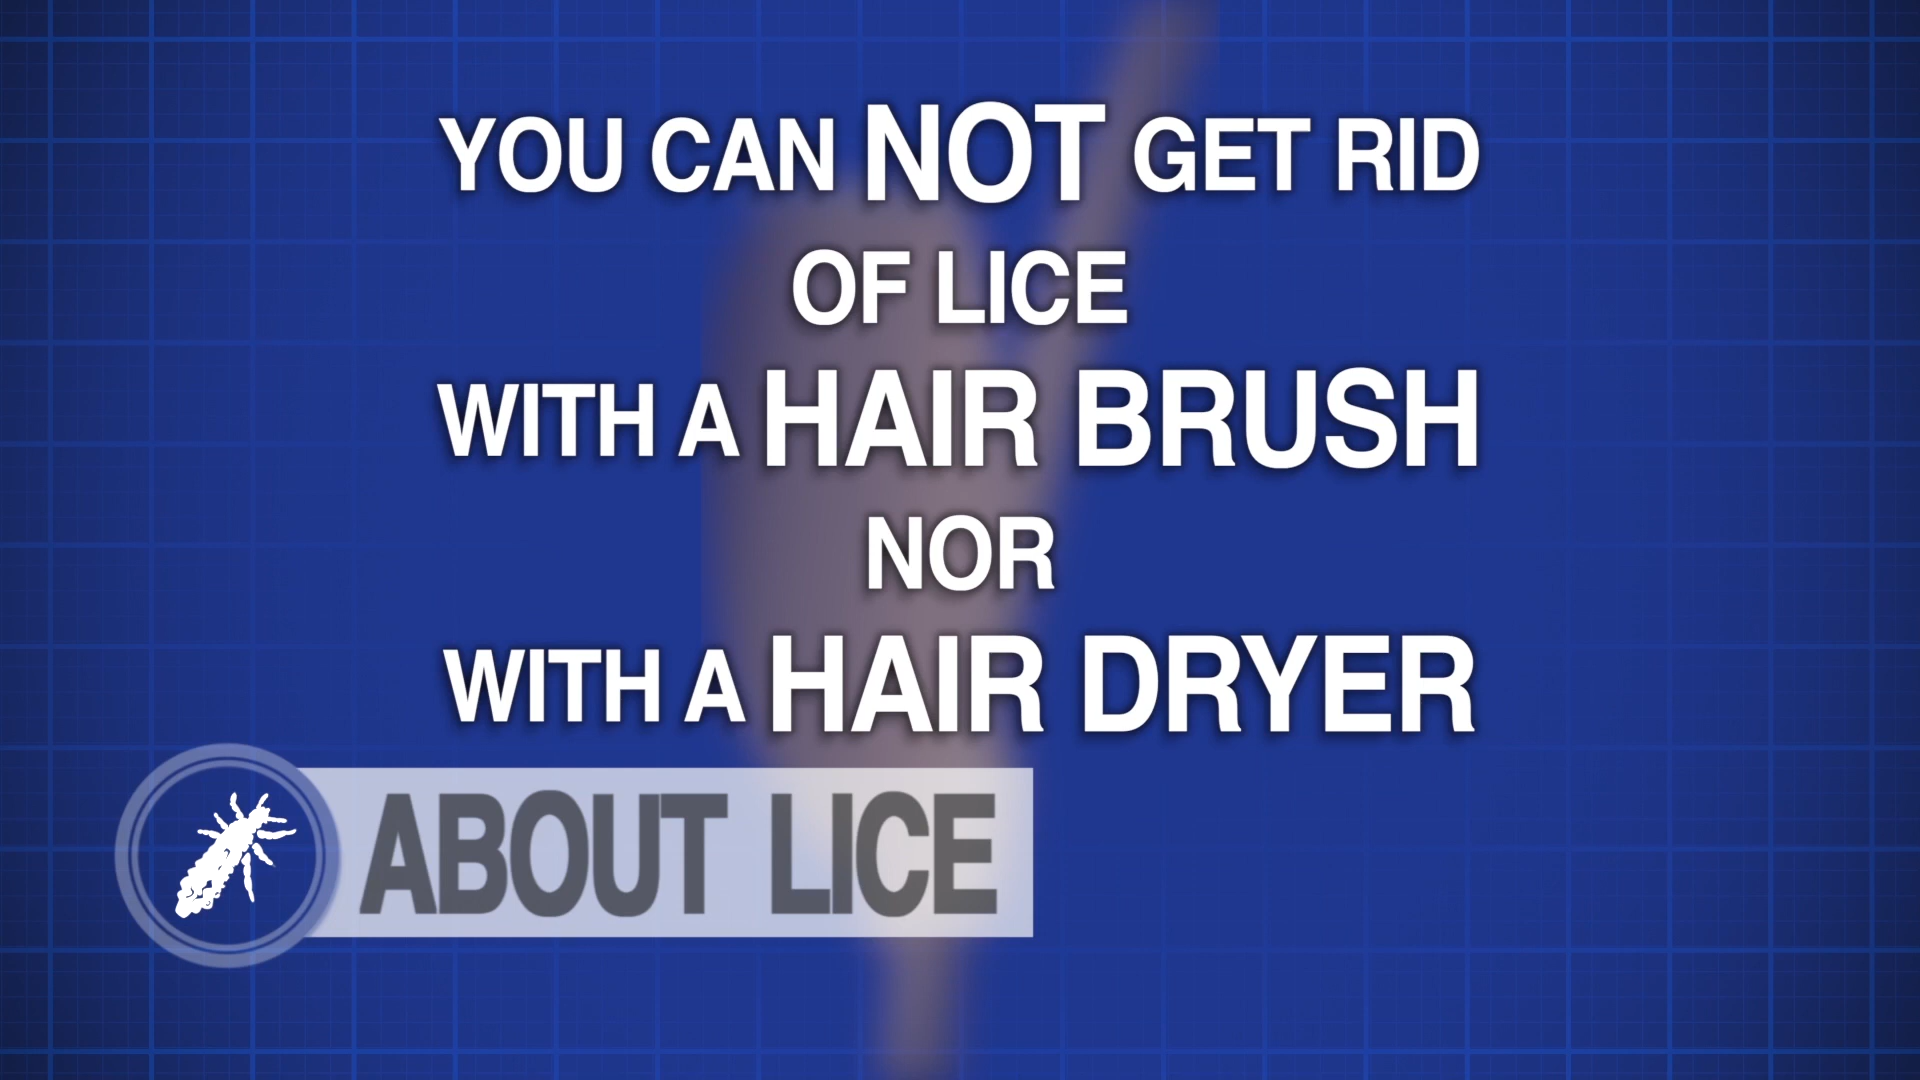 YOU CAN NOT GET RID
OF LICE
WITH A HAIR BRUSH
NOR
WITH A HAIR DRYER
ABOUT LICE